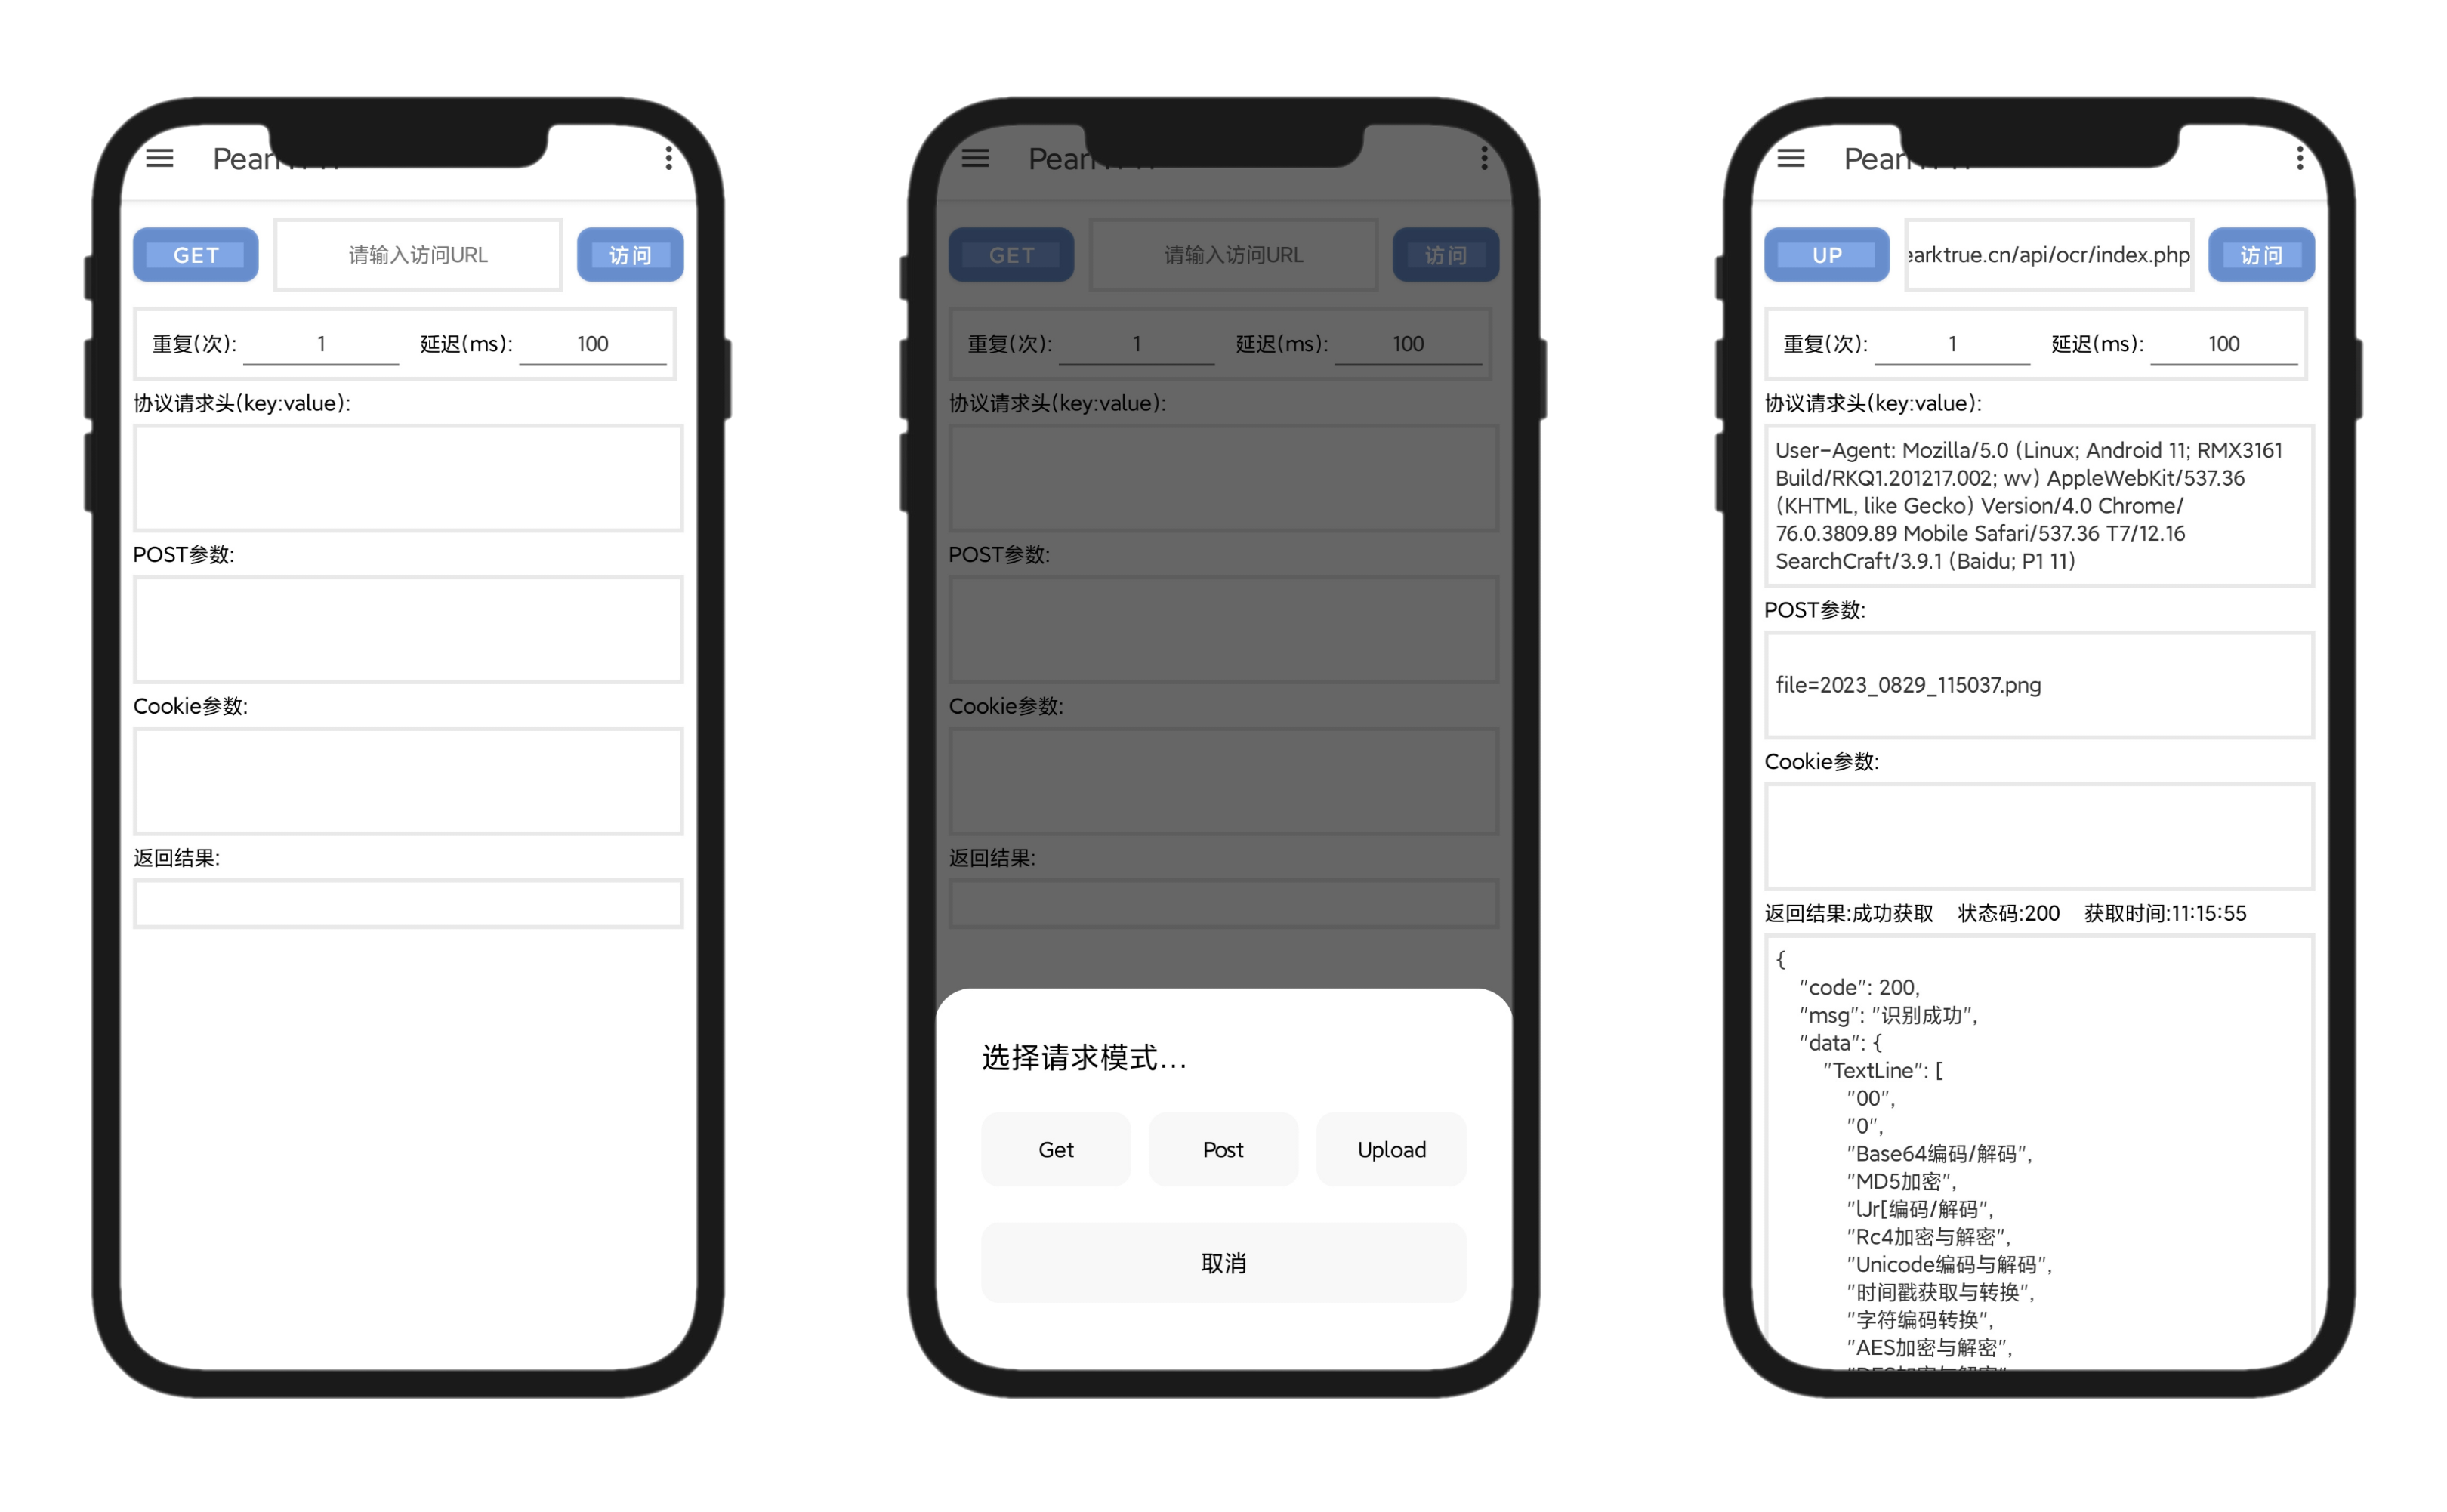 Pear
GET
请输入访问URL
访问
重复(次):
1
延迟(ms):
100
协议请求头(key:value):
POST参数:
Cookie参数:
返回结果:
Pear
GET
请输入访问URL
访问
重复(次):
1
延迟(ms):
100
协议请求头(key:value):
POST参数:
Cookie参数:
返回结果:
选择请求模式...
Get
Post
Upload
取消
Pear
UP
earktrue.cn/api/ocr/index.php
访问
重复(次):
1
延迟(ms):
100
协议请求头(key:value):
User-Agent: Mozilla/5.0 (Linux; Android 11; RMX3161
Build/RKQ1.201217.002; wv) AppleWebKit/537.36
(KHTML, like Gecko) Version/4.0 Chrome/
76.0.3809.89 Mobile Safari/537.36 T7/12.16
SearchCraft/3.9.1 (Baidu; P1 11)
POST参数:
file=2023_0829_115037.png
Cookie参数:
返回结果:成功获取 状态码:200 获取时间:11:15:55
{
"code": 200,
"msg": "识别成功",
"data": {
"TextLine": [
"00",
"0",
"Base64编码/解码",
"MD5加密",
"lJr[编码/解码",
"Rc4加密与解密",
"Unicode编码与解码",
"时间戳获取与转换",
"字符编码转换",
"AES加密与解密",